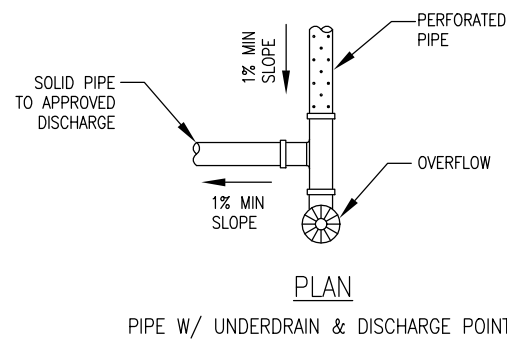 PERFORATED
PIPE
1% MIN
SLOPE
SOLID PIPE
TO APPROVED
DISCHARGE
OVERFLOW
1% MIN
SLOPE
PLAN
PIPE W/ UNDERDRAIN & DISCHARGE POINT